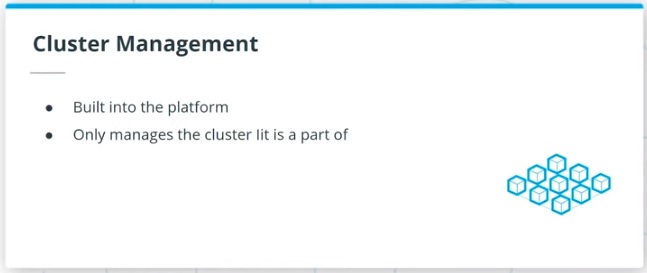 Cluster Management
● Built into the platform
● Only manages the cluster Iit is a part of